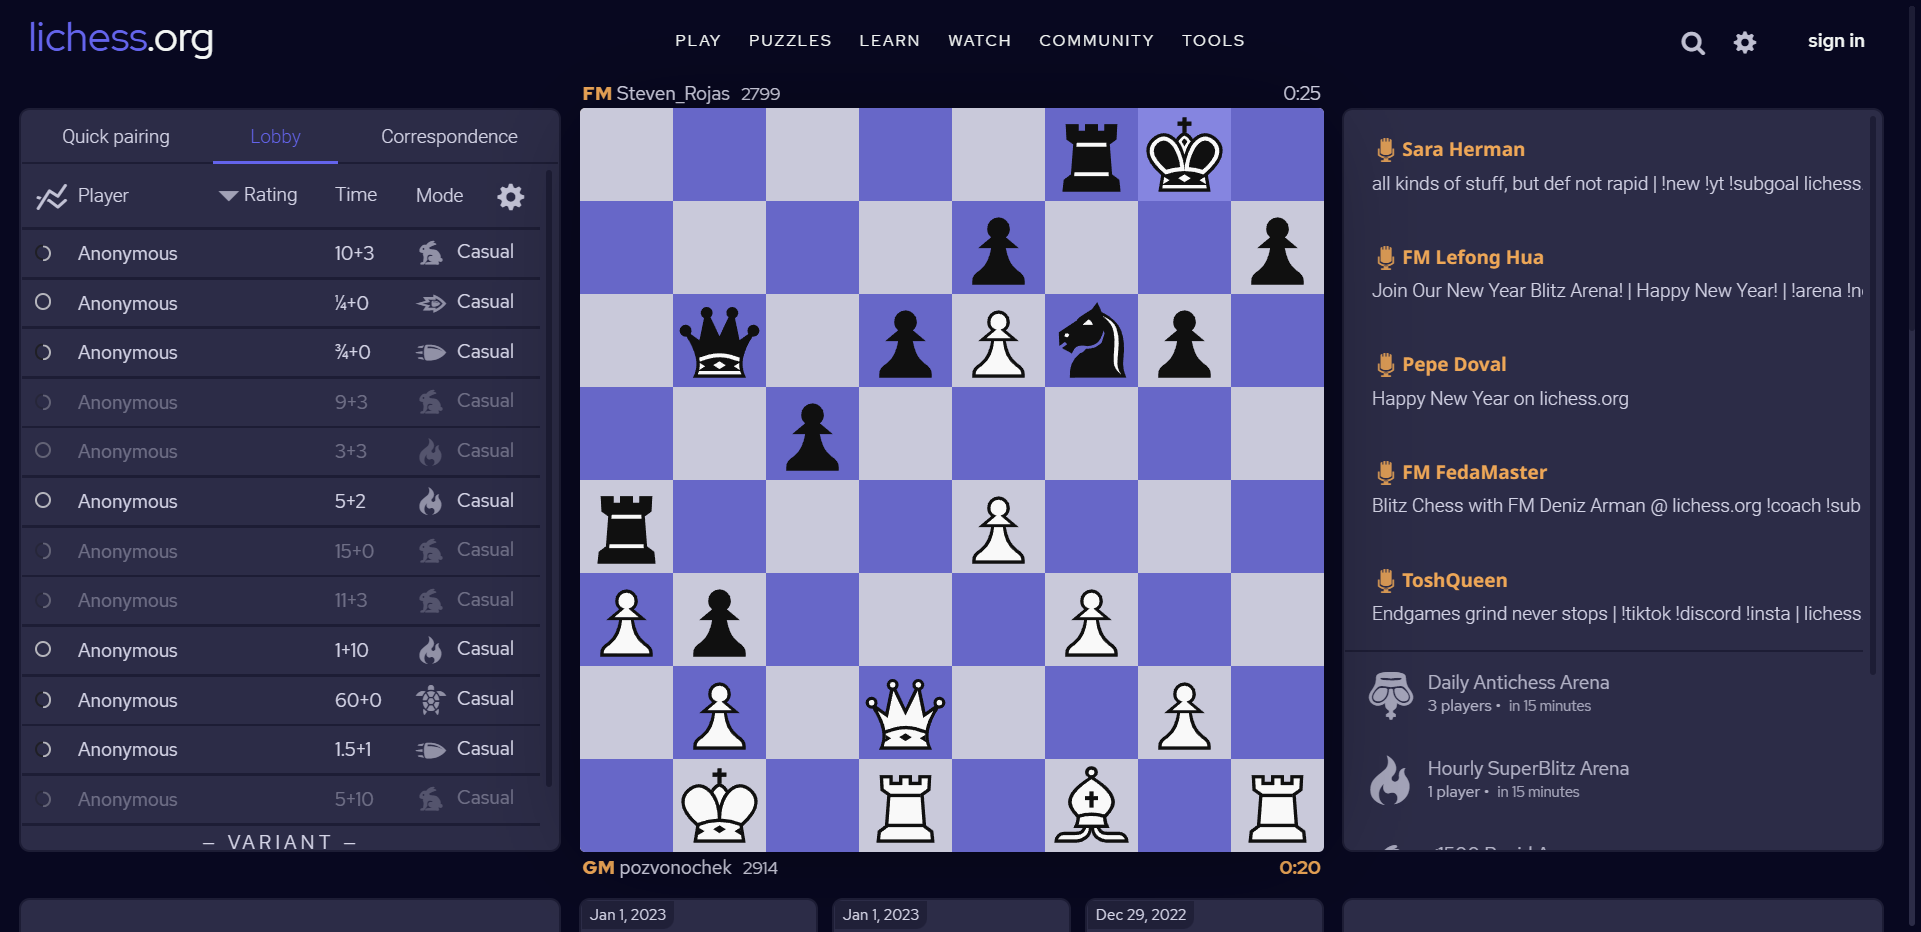 lichess.org
PLAY PUZZLES LEARN WATCH COMMUNITY TOOLS
sign in
Quick pairing Lobby Correspondence
Player Rating Time Mode
Anonymous 10+3 Casual
Anonymous ¼+0 Casual
Anonymous ¾+0 Casual
Anonymous 9+3 Casual
Anonymous 3+3 Casual
Anonymous 5+2 Casual
Anonymous 15+0 Casual
Anonymous 11+3 Casual
Anonymous 1+10 Casual
Anonymous 60+0 Casual
Anonymous 1.5+1 Casual
Anonymous 5+10 Casual
– VARIANT –
FM Steven_Rojas 2799 0:25
GM pozvonochek 2914 0:20
Sara Herman
all kinds of stuff, but def not rapid | !new !yt !subgoal lichess.
FM Lefong Hua
Join Our New Year Blitz Arena! | Happy New Year! | !arena !n
Pepe Doval
Happy New Year on lichess.org
FM FedaMaster
Blitz Chess with FM Deniz Arman @ lichess.org !coach !sub
ToshQueen
Endgames grind never stops | !tiktok !discord !insta | lichess
Daily Antichess Arena
3 players • in 15 minutes
Hourly SuperBlitz Arena
1 player • in 15 minutes
Jan 1, 2023
Jan 1, 2023
Dec 29, 2022